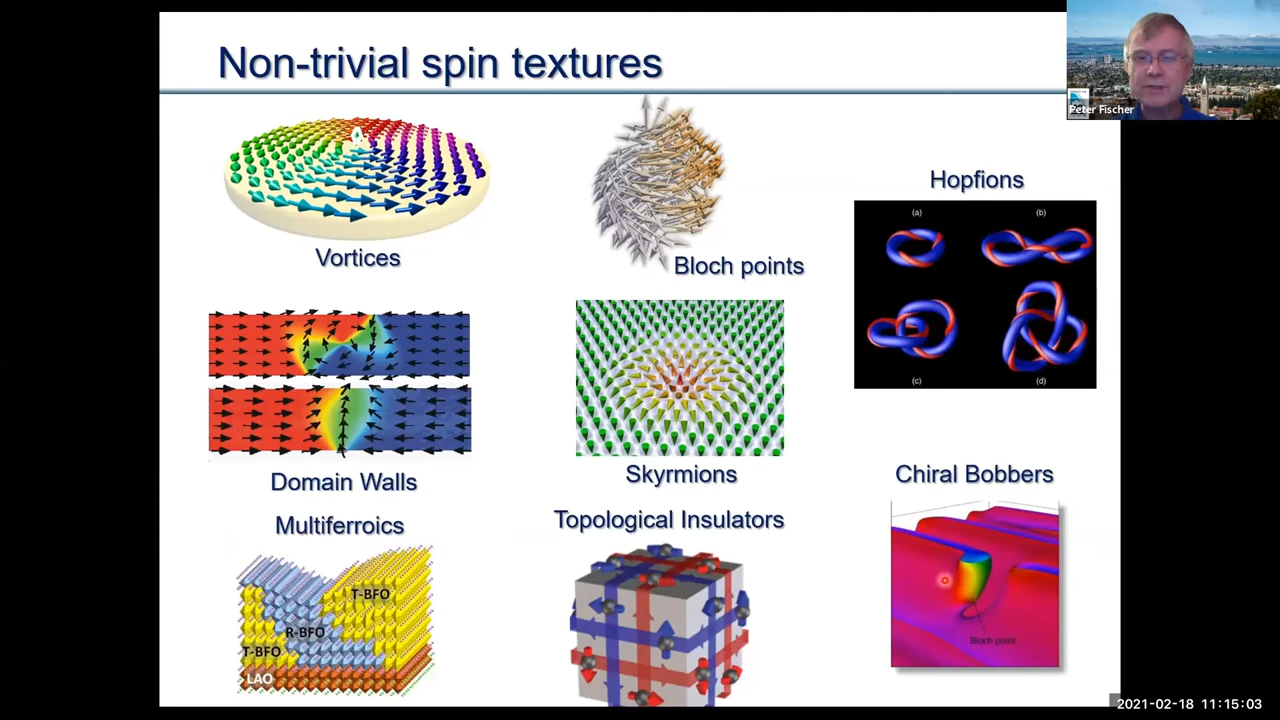 Non-trivial spin textures
Peter Fischer
Vortices
Bloch points
Hopfions
(a)
(b)
(c)
(d)
Domain Walls
Skyrmions
Chiral Bobbers
Multiferroics
Topological Insulators
T-BFO
R-BFO
T-BFO
LAO
Bloch point
2021-02-18 11:15:03